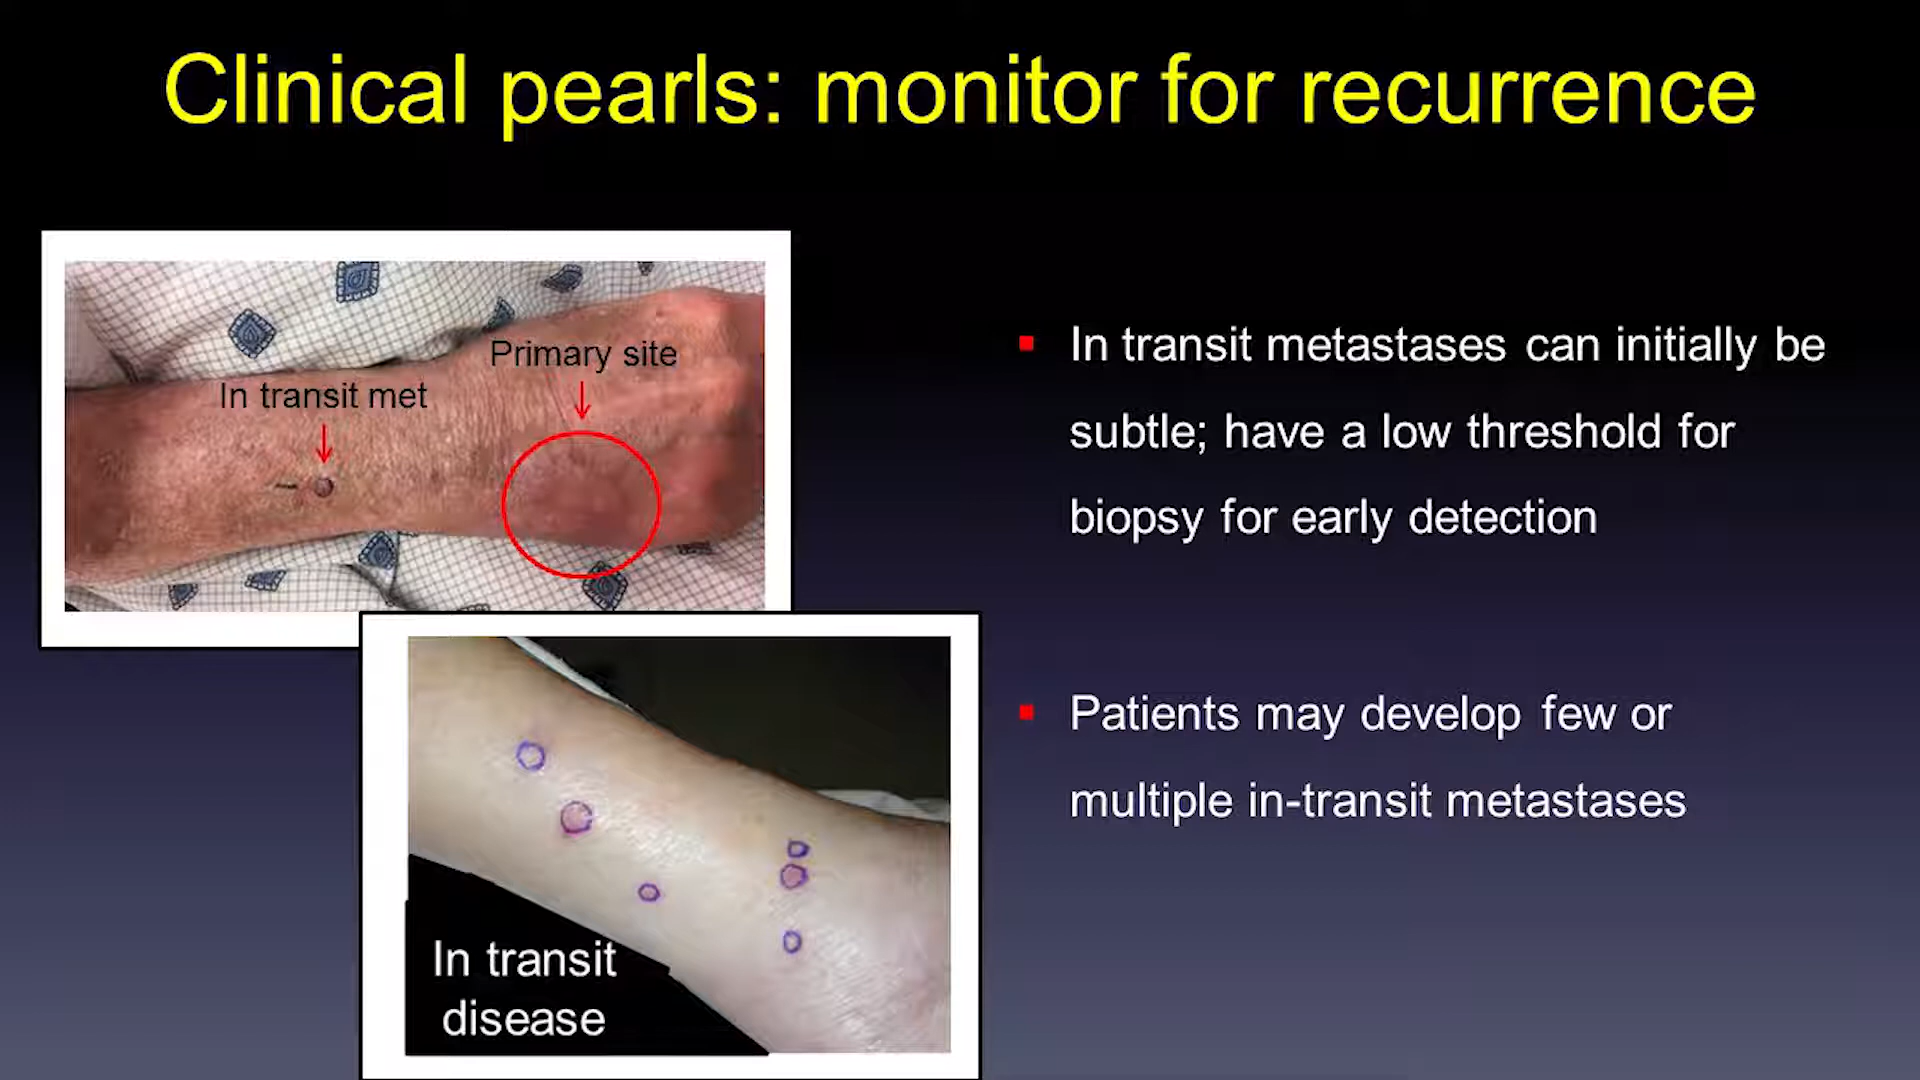 Clinical pearls: monitor for recurrence
Primary site
In transit met
In transit
disease
▪ In transit metastases can initially be
subtle; have a low threshold for
biopsy for early detection
▪ Patients may develop few or
multiple in-transit metastases